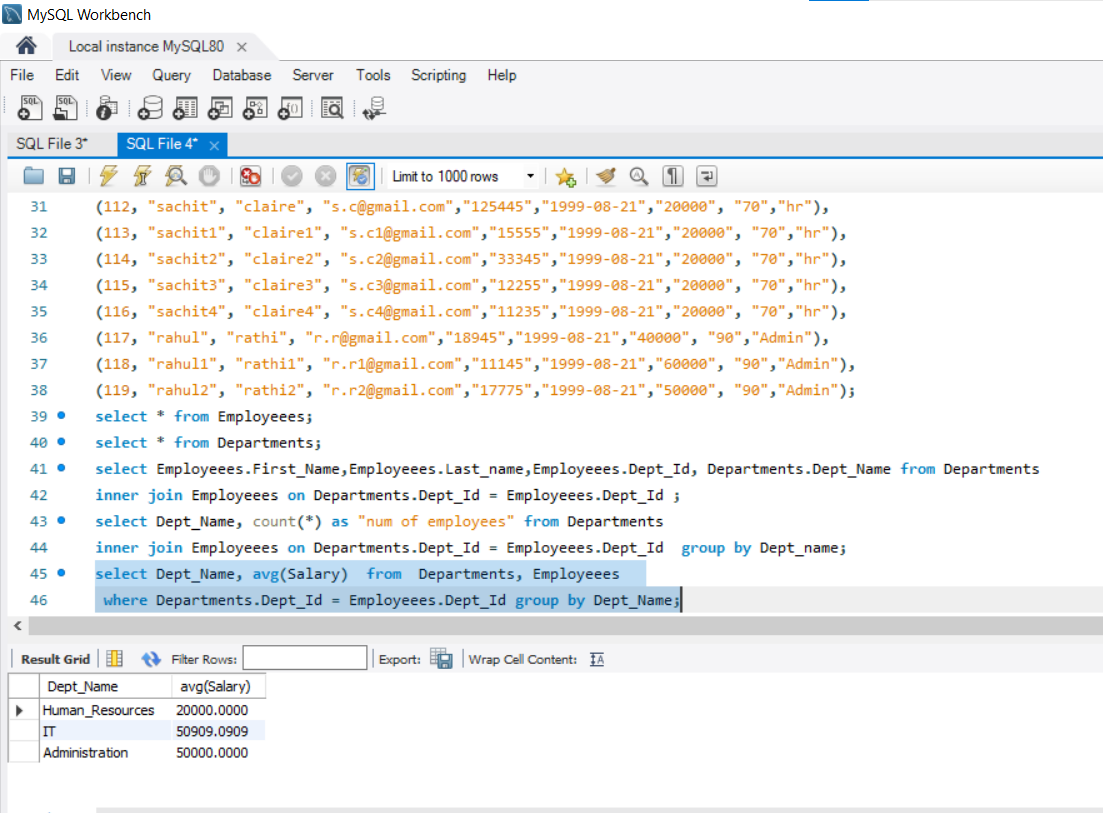 MySQL Workbench
Local instance MySQL80
File Edit View Query Database Server Tools Scripting Help
SQL File 3* SQL File 4*
Limit to 1000 rows
31 (112, "sachit", "claire", "s.c@gmail.com","125445","1999-08-21","20000", "70","hr"),
32 (113, "sachit1", "claire1", "s.c1@gmail.com","15555","1999-08-21","20000", "70","hr"),
33 (114, "sachit2", "claire2", "s.c2@gmail.com","33345","1999-08-21","20000", "70","hr"),
34 (115, "sachit3", "claire3", "s.c3@gmail.com","12255","1999-08-21","20000", "70","hr"),
35 (116, "sachit4", "claire4", "s.c4@gmail.com","11235","1999-08-21","20000", "70","hr"),
36 (117, "rahul", "rathi", "r.r@gmail.com","18945","1999-08-21","40000", "90","Admin"),
37 (118, "rahul1", "rathi1", "r.r1@gmail.com","11145","1999-08-21","60000", "90","Admin"),
38 (119, "rahul2", "rathi2", "r.r2@gmail.com","17775","1999-08-21","50000", "90","Admin");
39 select * from Employeees;
40 select * from Departments;
41 select Employeees.First_Name,Employeees.Last_name,Employeees.Dept_Id, Departments.Dept_Name from Departments
42 inner join Employeees on Departments.Dept_Id = Employeees.Dept_Id ;
43 select Dept_Name, count(*) as "num of employees" from Departments
44 inner join Employeees on Departments.Dept_Id = Employeees.Dept_Id group by Dept_name;
45 select Dept_Name, avg(Salary) from Departments, Employeees
46 where Departments.Dept_Id = Employeees.Dept_Id group by Dept_Name;
Result Grid Filter Rows: Export: Wrap Cell Content:
Dept_Name avg(Salary)
Human_Resources 20000.0000
IT 50909.0909
Administration 50000.0000